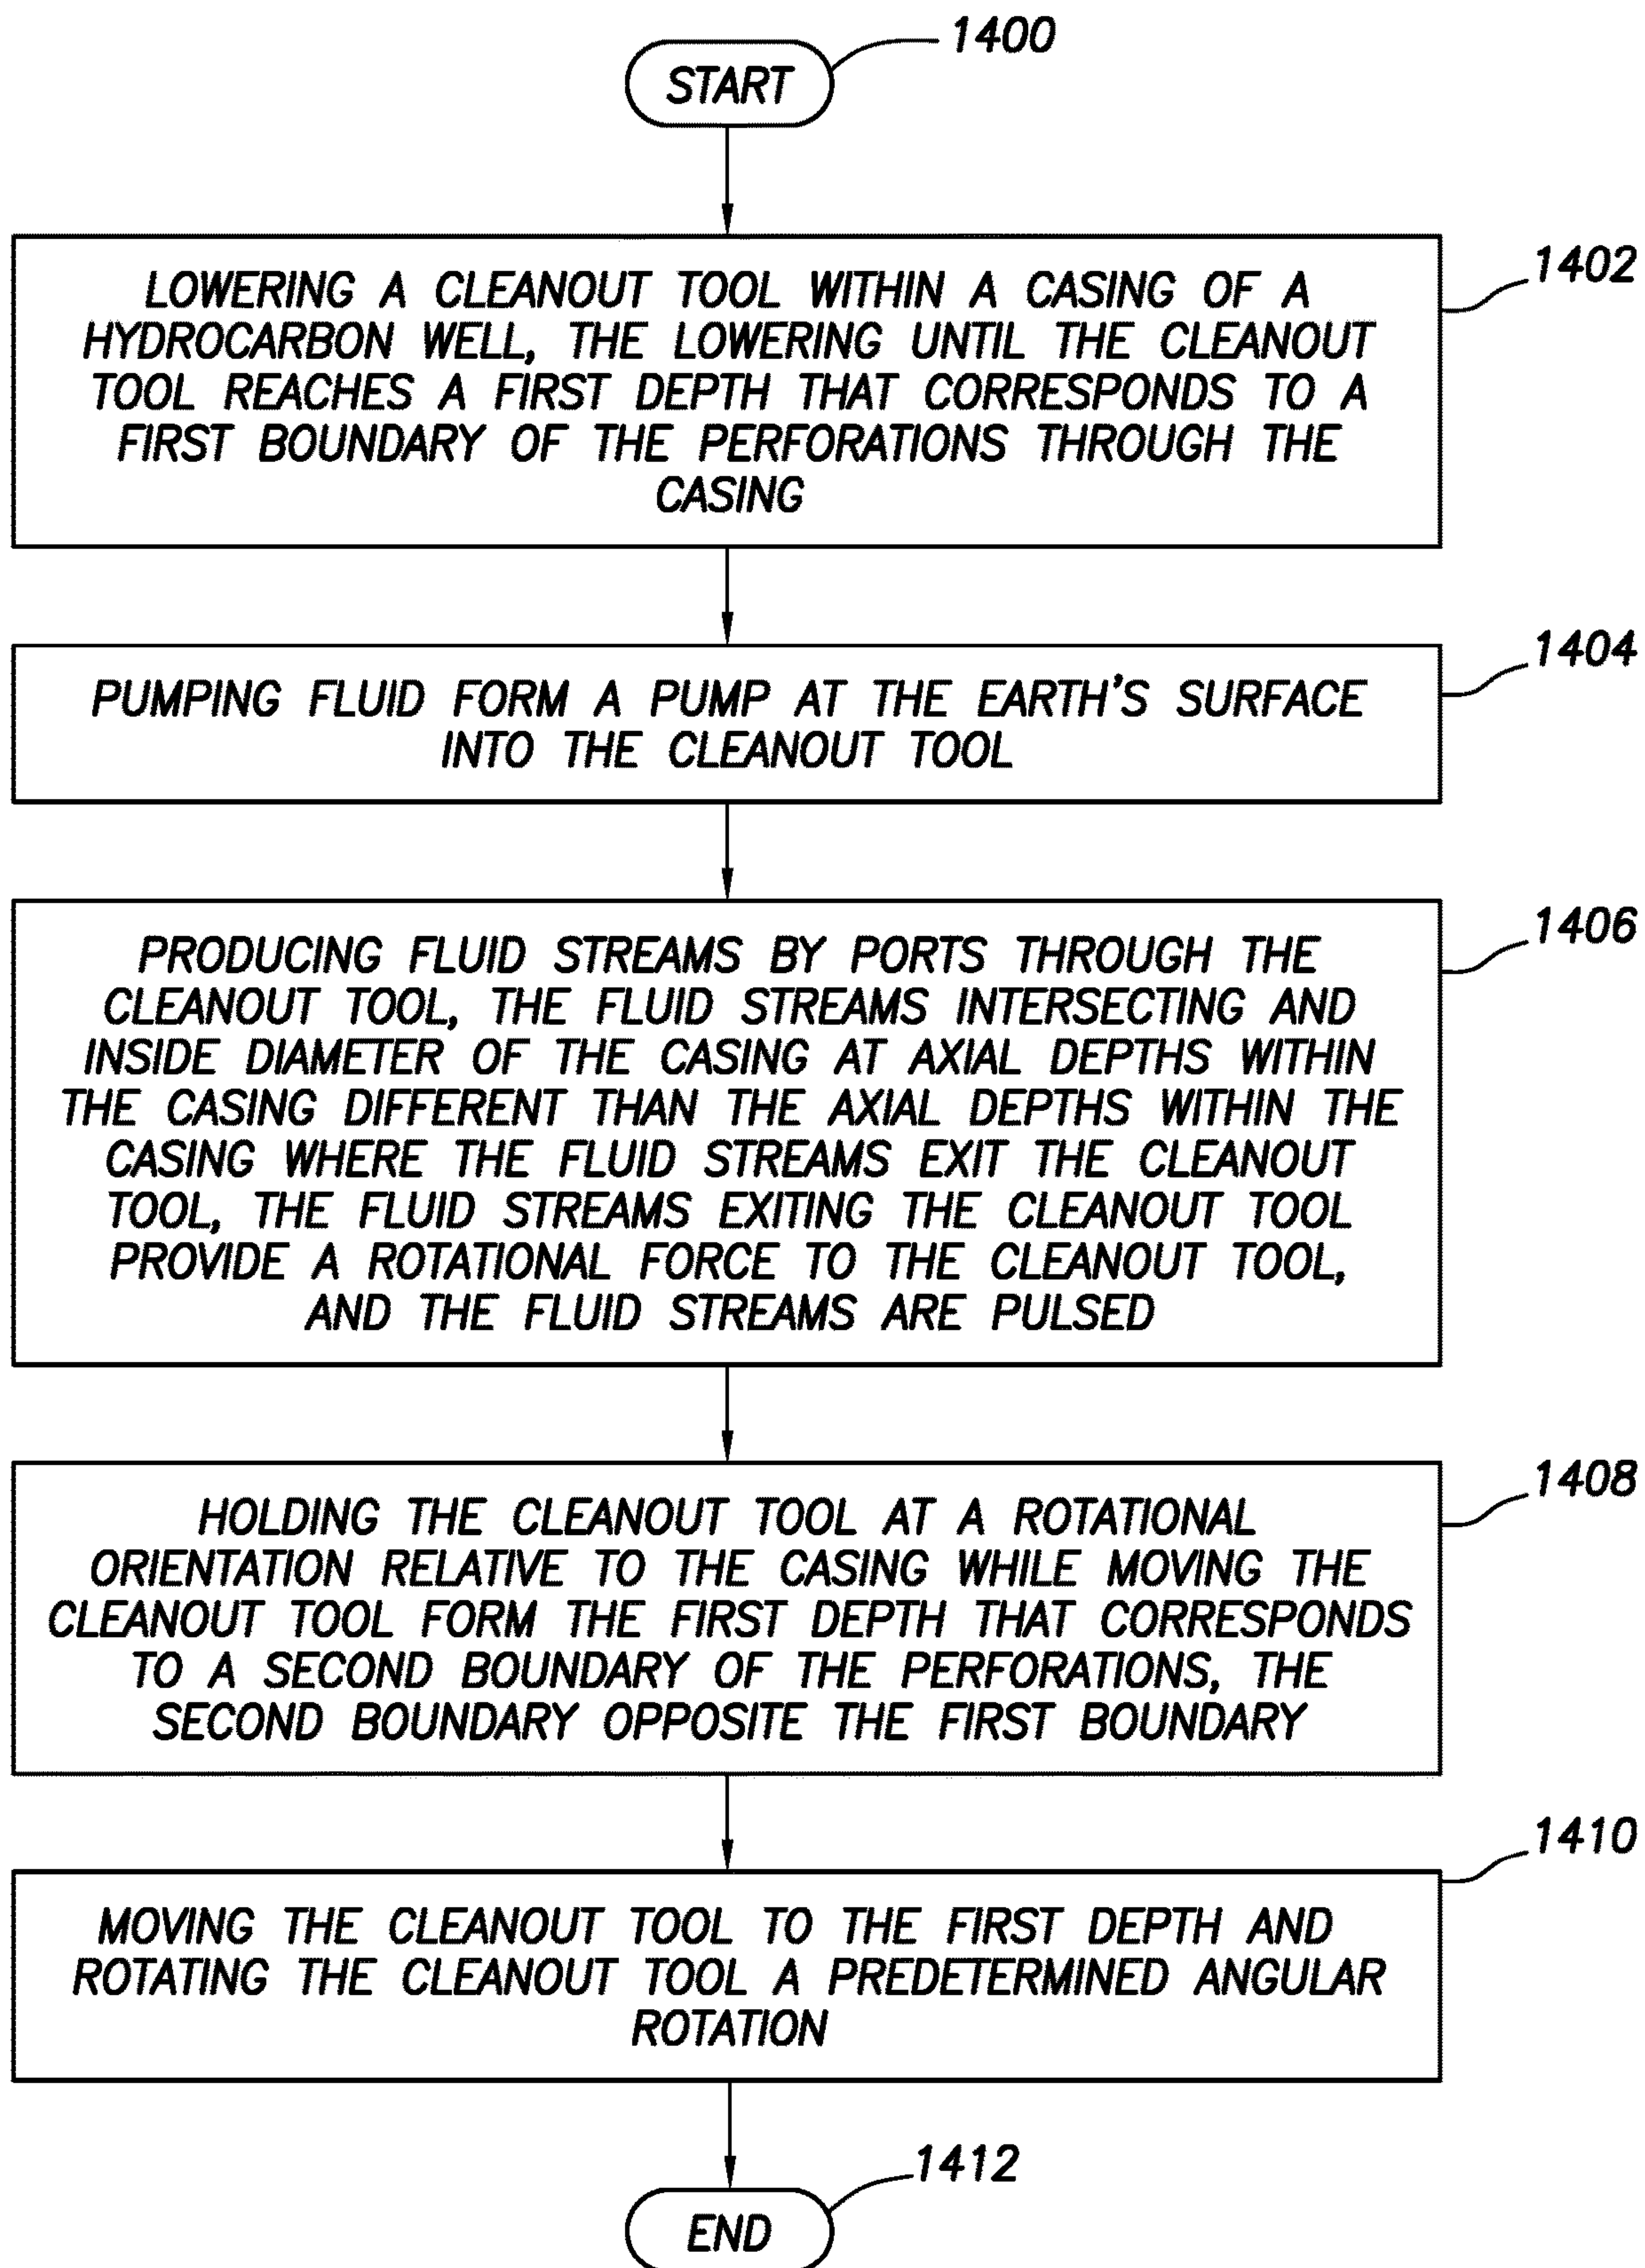 1400
START
1402
LOWERING A CLEANOUT TOOL WITHIN A CASING OF A
HYDROCARBON WELL, THE LOWERING UNTIL THE CLEANOUT
TOOL REACHES A FIRST DEPTH THAT CORRESPONDS TO A
FIRST BOUNDARY OF THE PERFORATIONS THROUGH THE
CASING
1404
PUMPING FLUID FORM A PUMP AT THE EARTH'S SURFACE
INTO THE CLEANOUT TOOL
1406
PRODUCING FLUID STREAMS BY PORTS THROUGH THE
CLEANOUT TOOL, THE FLUID STREAMS INTERSECTING AND
INSIDE DIAMETER OF THE CASING AT AXIAL DEPTHS WITHIN
THE CASING DIFFERENT THAN THE AXIAL DEPTHS WITHIN THE
CASING WHERE THE FLUID STREAMS EXIT THE CLEANOUT
TOOL, THE FLUID STREAMS EXITING THE CLEANOUT TOOL
PROVIDE A ROTATIONAL FORCE TO THE CLEANOUT TOOL,
AND THE FLUID STREAMS ARE PULSED
1408
HOLDING THE CLEANOUT TOOL AT A ROTATIONAL
ORIENTATION RELATIVE TO THE CASING WHILE MOVING THE
CLEANOUT TOOL FORM THE FIRST DEPTH THAT CORRESPONDS
TO A SECOND BOUNDARY OF THE PERFORATIONS, THE
SECOND BOUNDARY OPPOSITE THE FIRST BOUNDARY
1410
MOVING THE CLEANOUT TOOL TO THE FIRST DEPTH AND
ROTATING THE CLEANOUT TOOL A PREDETERMINED ANGULAR
ROTATION
1412
END